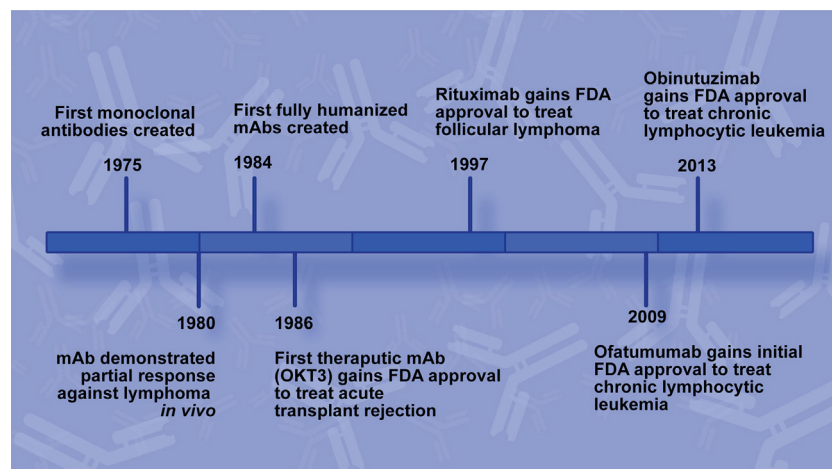 First monoclonal
antibodies created
1975
First fully humanized
mAbs created
1984
Rituximab gains FDA
approval to treat
follicular lymphoma
1997
Obinutuzimab
gains FDA approval
to treat chronic
lymphocytic leukemia
2013
1980
mAb demonstrated
partial response
against lymphoma
in vivo
1986
First theraputic mAb
(OKT3) gains FDA approval
to treat acute
transplant rejection
2009
Ofatumumab gains initial
FDA approval to treat
chronic lymphocytic
leukemia